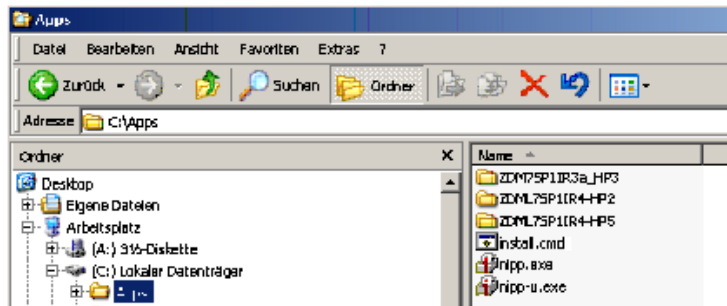 Apps
Datei Bearbeiten Ansicht Favoriten Extras ?
Zurück Suchen Ordner
Adresse C:\Apps
Ordner Name
Desktop
Eigene Dateien
Arbeitsplatz
(A:) 3½-Diskette
(C:) Lokaler Datenträger
Apps
ZDM75P1IR3a_HP3
ZDML75P1IR4-HP2
ZDML75P1IR4-HP5
install.cmd
nipp.exe
nipp-u.exe